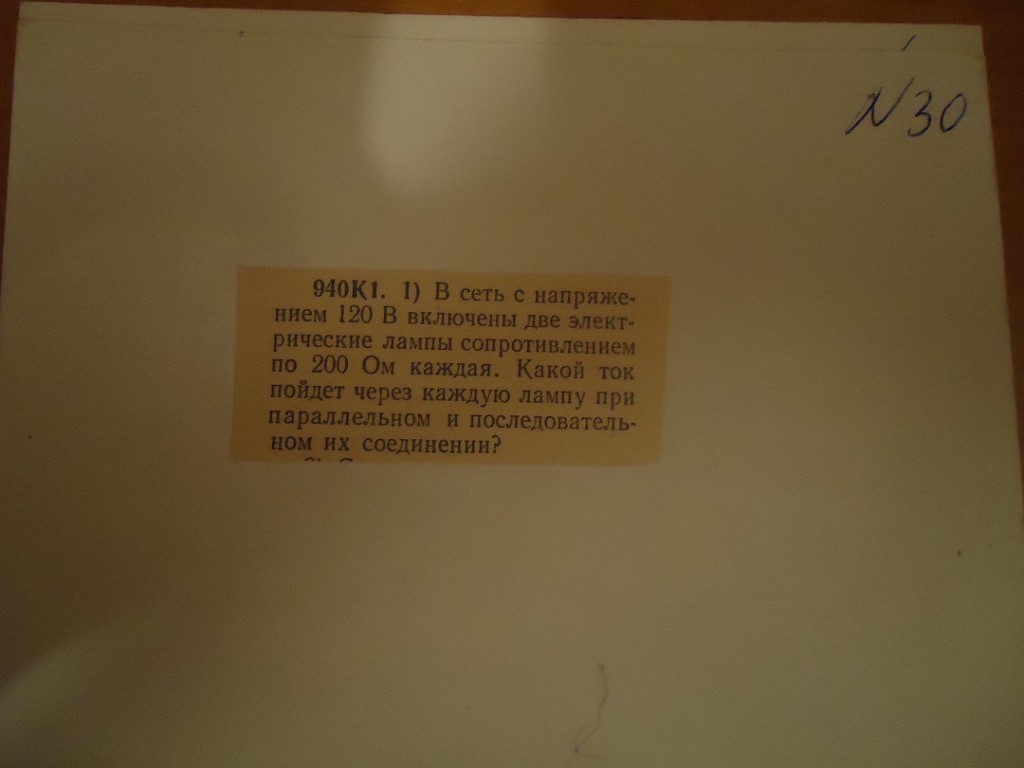 N30
940К1. 1) В сеть с напряже-
нием 120 В включены две элект-
рические лампы сопротивлением
по 200 Ом каждая. Какой ток
пойдет через каждую лампу при
параллельном и последователь-
ном их соединении?